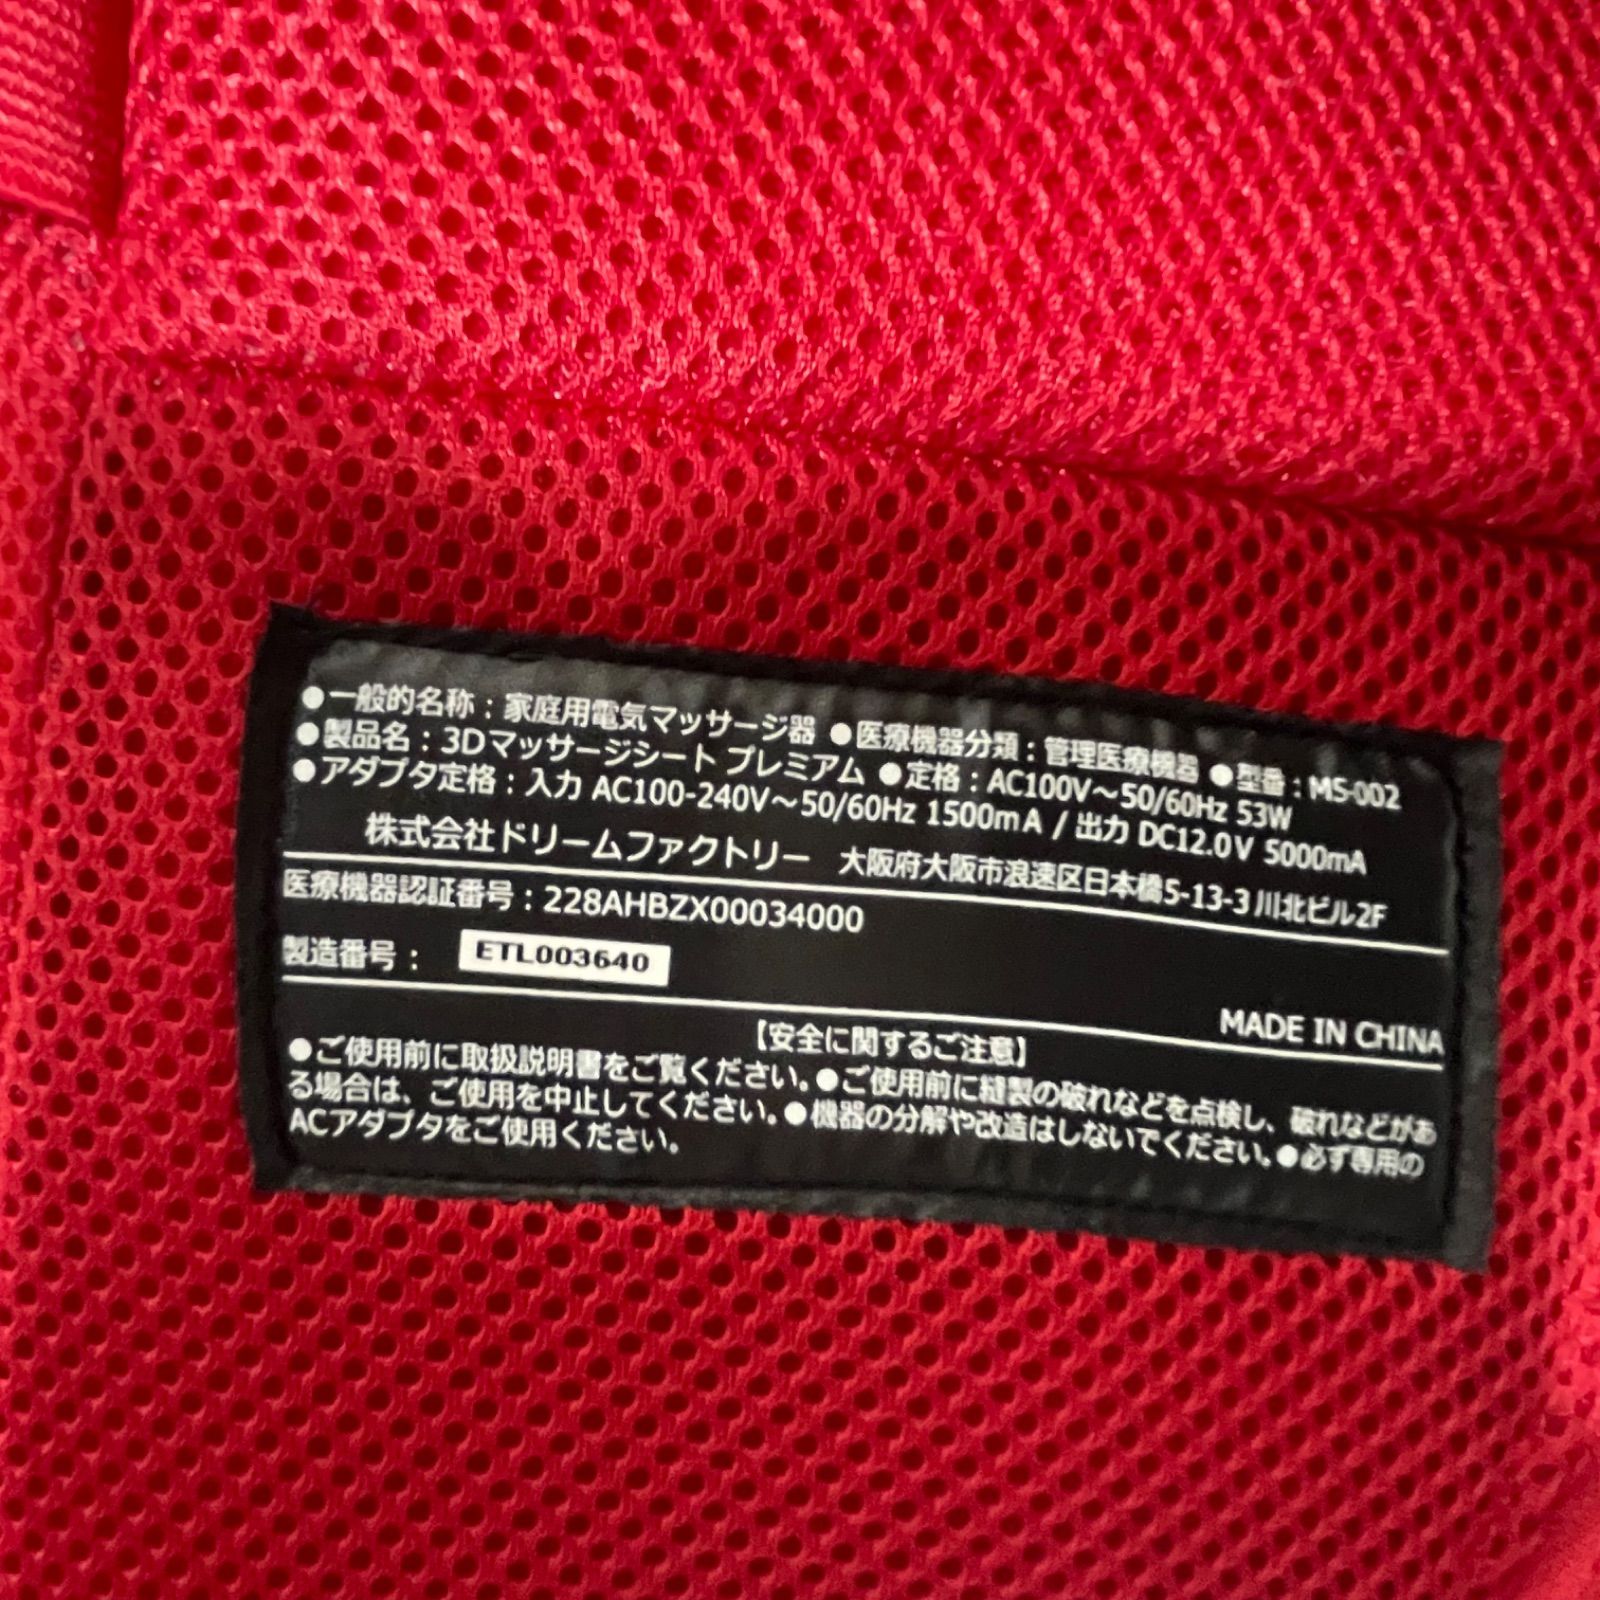 ●一般的名称：家庭用電気マッサージ器 ●医療機器分類：管理医療機器 ●型番：MS-002
●製品名：3Dマッサージシート プレミアム ●定格：AC100V～50/60Hz 53W
●アダプタ定格：入力 AC100-240V～50/60Hz 1500mA / 出力 DC12.0V 5000mA
株式会社ドリームファクトリー 大阪府大阪市浪速区日本橋5-13-3 川北ビル2F
医療機器認証番号：228AHBZX00034000
製造番号： ETL003640
MADE IN CHINA
【安全に関するご注意】
●ご使用前に取扱説明書をご覧ください。●ご使用前に縫製の破れなどを点検し、破れなどがあ
る場合は、ご使用を中止してください。●機器の分解や改造はしないでください。●必ず専用の
ACアダプタをご使用ください。